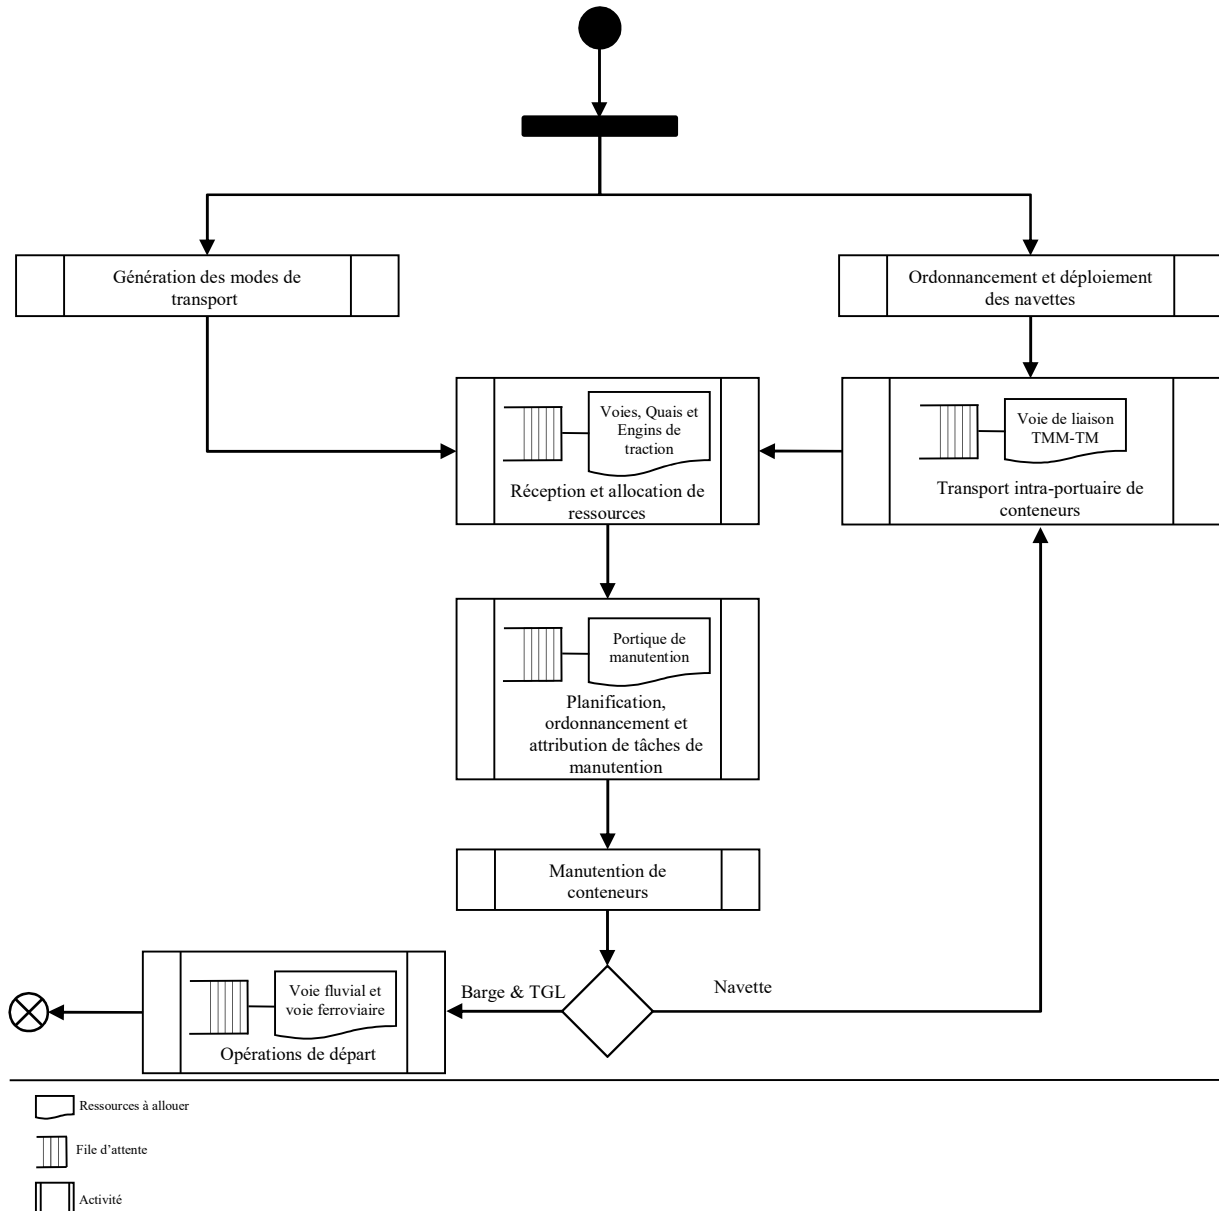 Génération des modes de
transport
Ordonnancement et déploiement
des navettes
Voies, Quais et
Engins de
traction
Réception et allocation de
ressources
Voie de liaison
TMM-TM
Transport intra-portuaire de
conteneurs
Portique de
manutention
Planification,
ordonnancement et
attribution de tâches de
manutention
Manutention de
conteneurs
Barge & TGL
Navette
Voie fluvial et
voie ferroviaire
Opérations de départ
Ressources à allouer
File d'attente
Activité